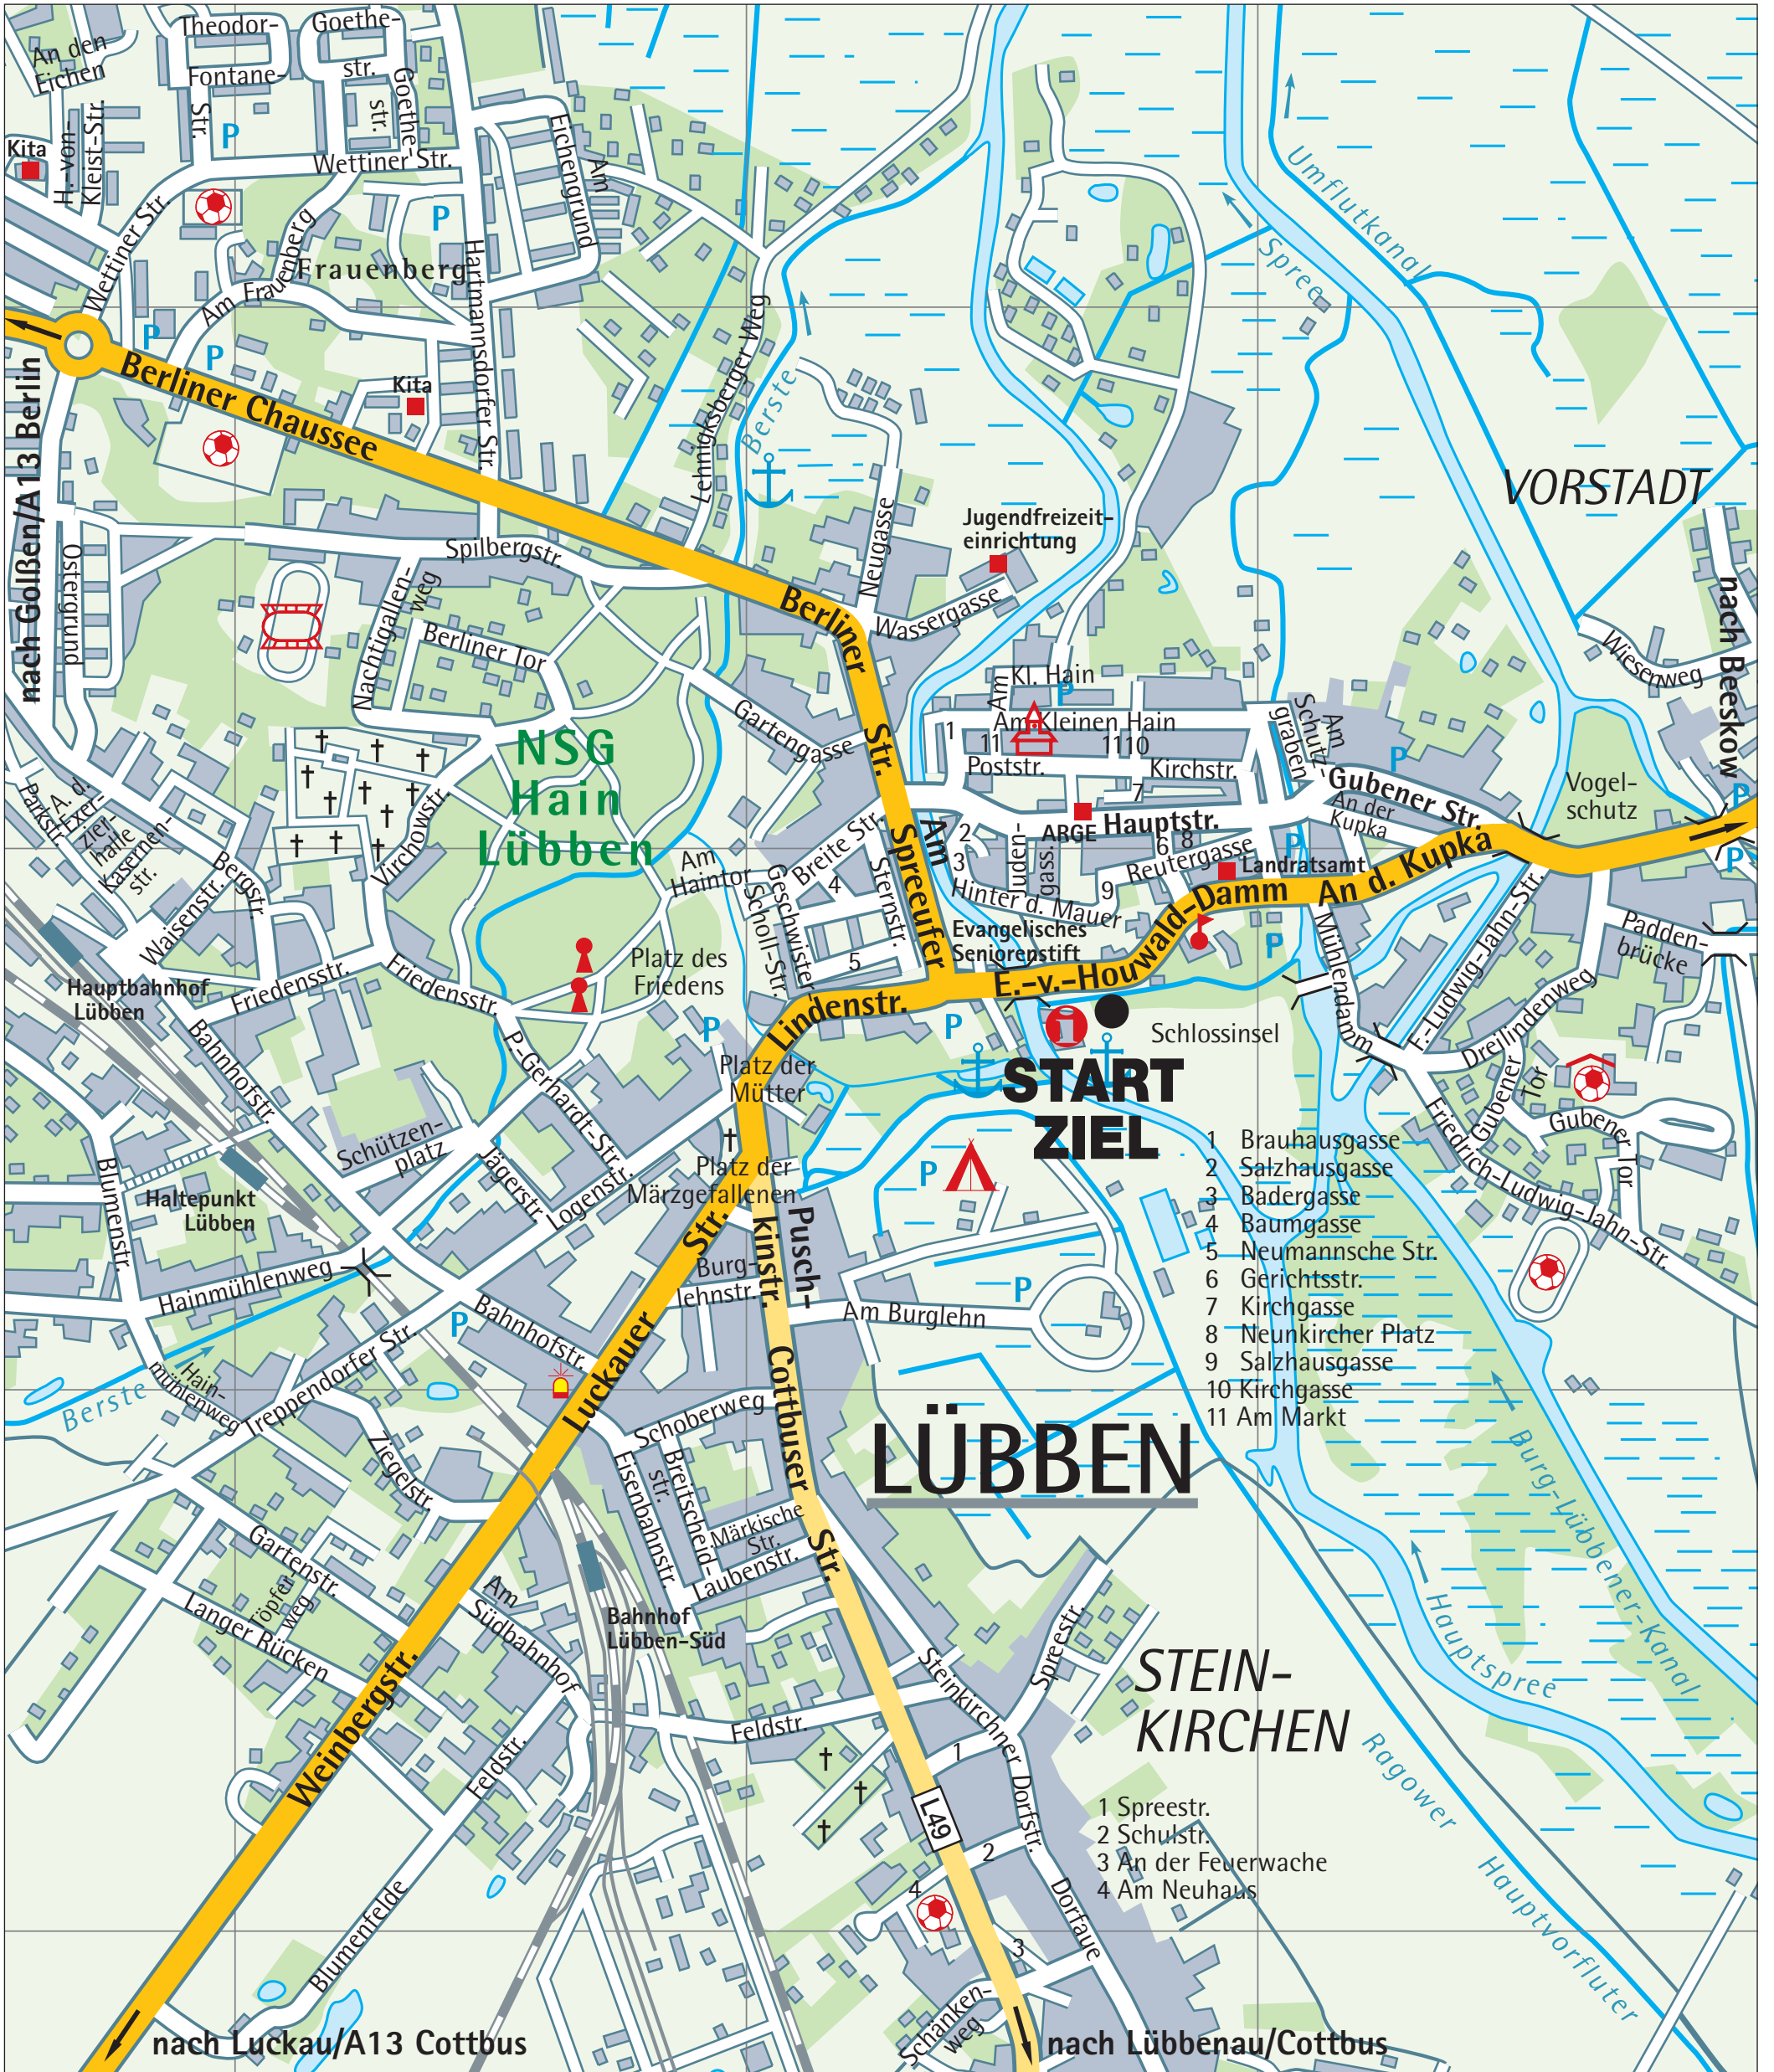 Theodor-
Goethe-
An den
Eichen
Fontane-
str.
Goethe-
str.
Str.
H.-von-
Kleist-Str.
P
Kita
Wettiner Str.
Eichengrund
Am
Umflutkanal
Spree
Wettiner Str.
P
Am Frauenberg
Frauenberg
Hartmannsdorfer Str.
P
P
Berliner Chaussee
Kita
Lehnigksberger Weg
Berste
nach Golßen/A13 Berlin
VORSTADT
Ostergrund
Spilbergstr.
Nachtigallen-
weg
Berliner Tor
Neugasse
Jugendfreizeit-
einrichtung
Wassergasse
Berliner
Str.
nach Beeskow
Wiesenweg
Am
Kl. Hain
P
Am Kleinen Hain
1
11
1110
Poststr.
Kirchstr.
7
Am
Schutz-
graben
P
Gubener Str.
An der
Kupka
Vogel-
schutz
P
P
NSG
Hain
Lübben
Gartengasse
Parkstr.
A. d.
Exer-
zier-
halle
Kasernen-
str.
Virchowstr.
Bergstr.
Waisenstr.
Am
Haintor
Breite Str.
4
Geschwister-
Scholl-Str.
Sternstr.
5
Am
Spreeufer
2
3
Juden-
gass.
ARGE
Hauptstr.
6
8
Reutergasse
9
Hinter d. Mauer
P
Landratsamt
An d. Kupka
Evangelisches
Seniorenstift
E.-v.-Houwald-Damm
P
Mühlendamm
F.-Ludwig-Jahn-Str.
Padden-
brücke
Dreilindenweg
Hauptbahnhof
Lübben
Friedensstr.
Friedensstr.
Platz des
Friedens
P
Lindenstr.
P
Schlossinsel
START
ZIEL
Platz der
Mütter
Bahnhofstr.
P.-Gerhardt-Str.
Schützen-
platz
Jägerstr.
Logenstr.
Platz der
Märzgefallenen
P
Gubener
Tor
Gubener
Tor
Friedrich-Ludwig-Jahn-Str.
1 Brauhausgasse
2 Salzhausgasse
3 Badergasse
4 Baumgasse
5 Neumannsche Str.
6 Gerichtsstr.
7 Kirchgasse
8 Neunkircher Platz
9 Salzhausgasse
10 Kirchgasse
11 Am Markt
Blumenstr.
Haltepunkt
Lübben
Hainmühlenweg
Burg-
lehnstr.
Pusch-
kinstr.
Am Burglehn
P
P
Bahnhofstr.
Luckauer Str.
Berste
Hain-
mühlenweg
Treppendorfer Str.
Ziegelstr.
Schoberweg
Cottbuser Str.
LÜBBEN
Eisenbahnstr.
Breitscheid-
str.
Märkische
Str.
Laubenstr.
Burg-Lübbener-Kanal
Hauptspree
Gartenstr.
Töpfer-
weg
Langer Rücken
Am
Südbahnhof
Bahnhof
Lübben-Süd
Weinbergstr.
Feldstr.
Feldstr.
Steinkirchner Dorfstr.
Spreestr.
STEIN-
KIRCHEN
1
L49
2
1 Spreestr.
2 Schulstr.
3 An der Feuerwache
4 Am Neuhaus
4
3
Dorfaue
Ragower
Hauptvorfluter
Blumenfelde
Schänken-
weg
nach Luckau/A13 Cottbus
nach Lübbenau/Cottbus